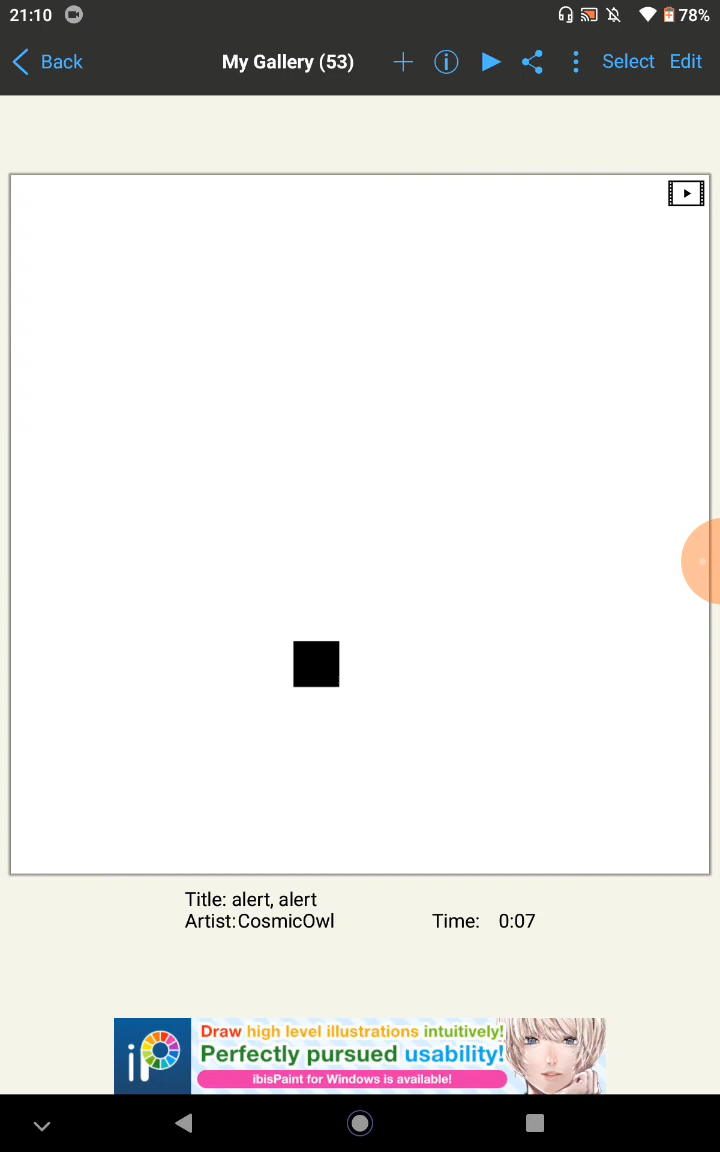 21:10
78%
Back
My Gallery (53)
Select
Edit
Title: alert, alert
Artist:CosmicOwl
Time: 0:07
iP
Draw high level illustrations intuitively!
Perfectly pursued usability!
ibisPaint for Windows is available!